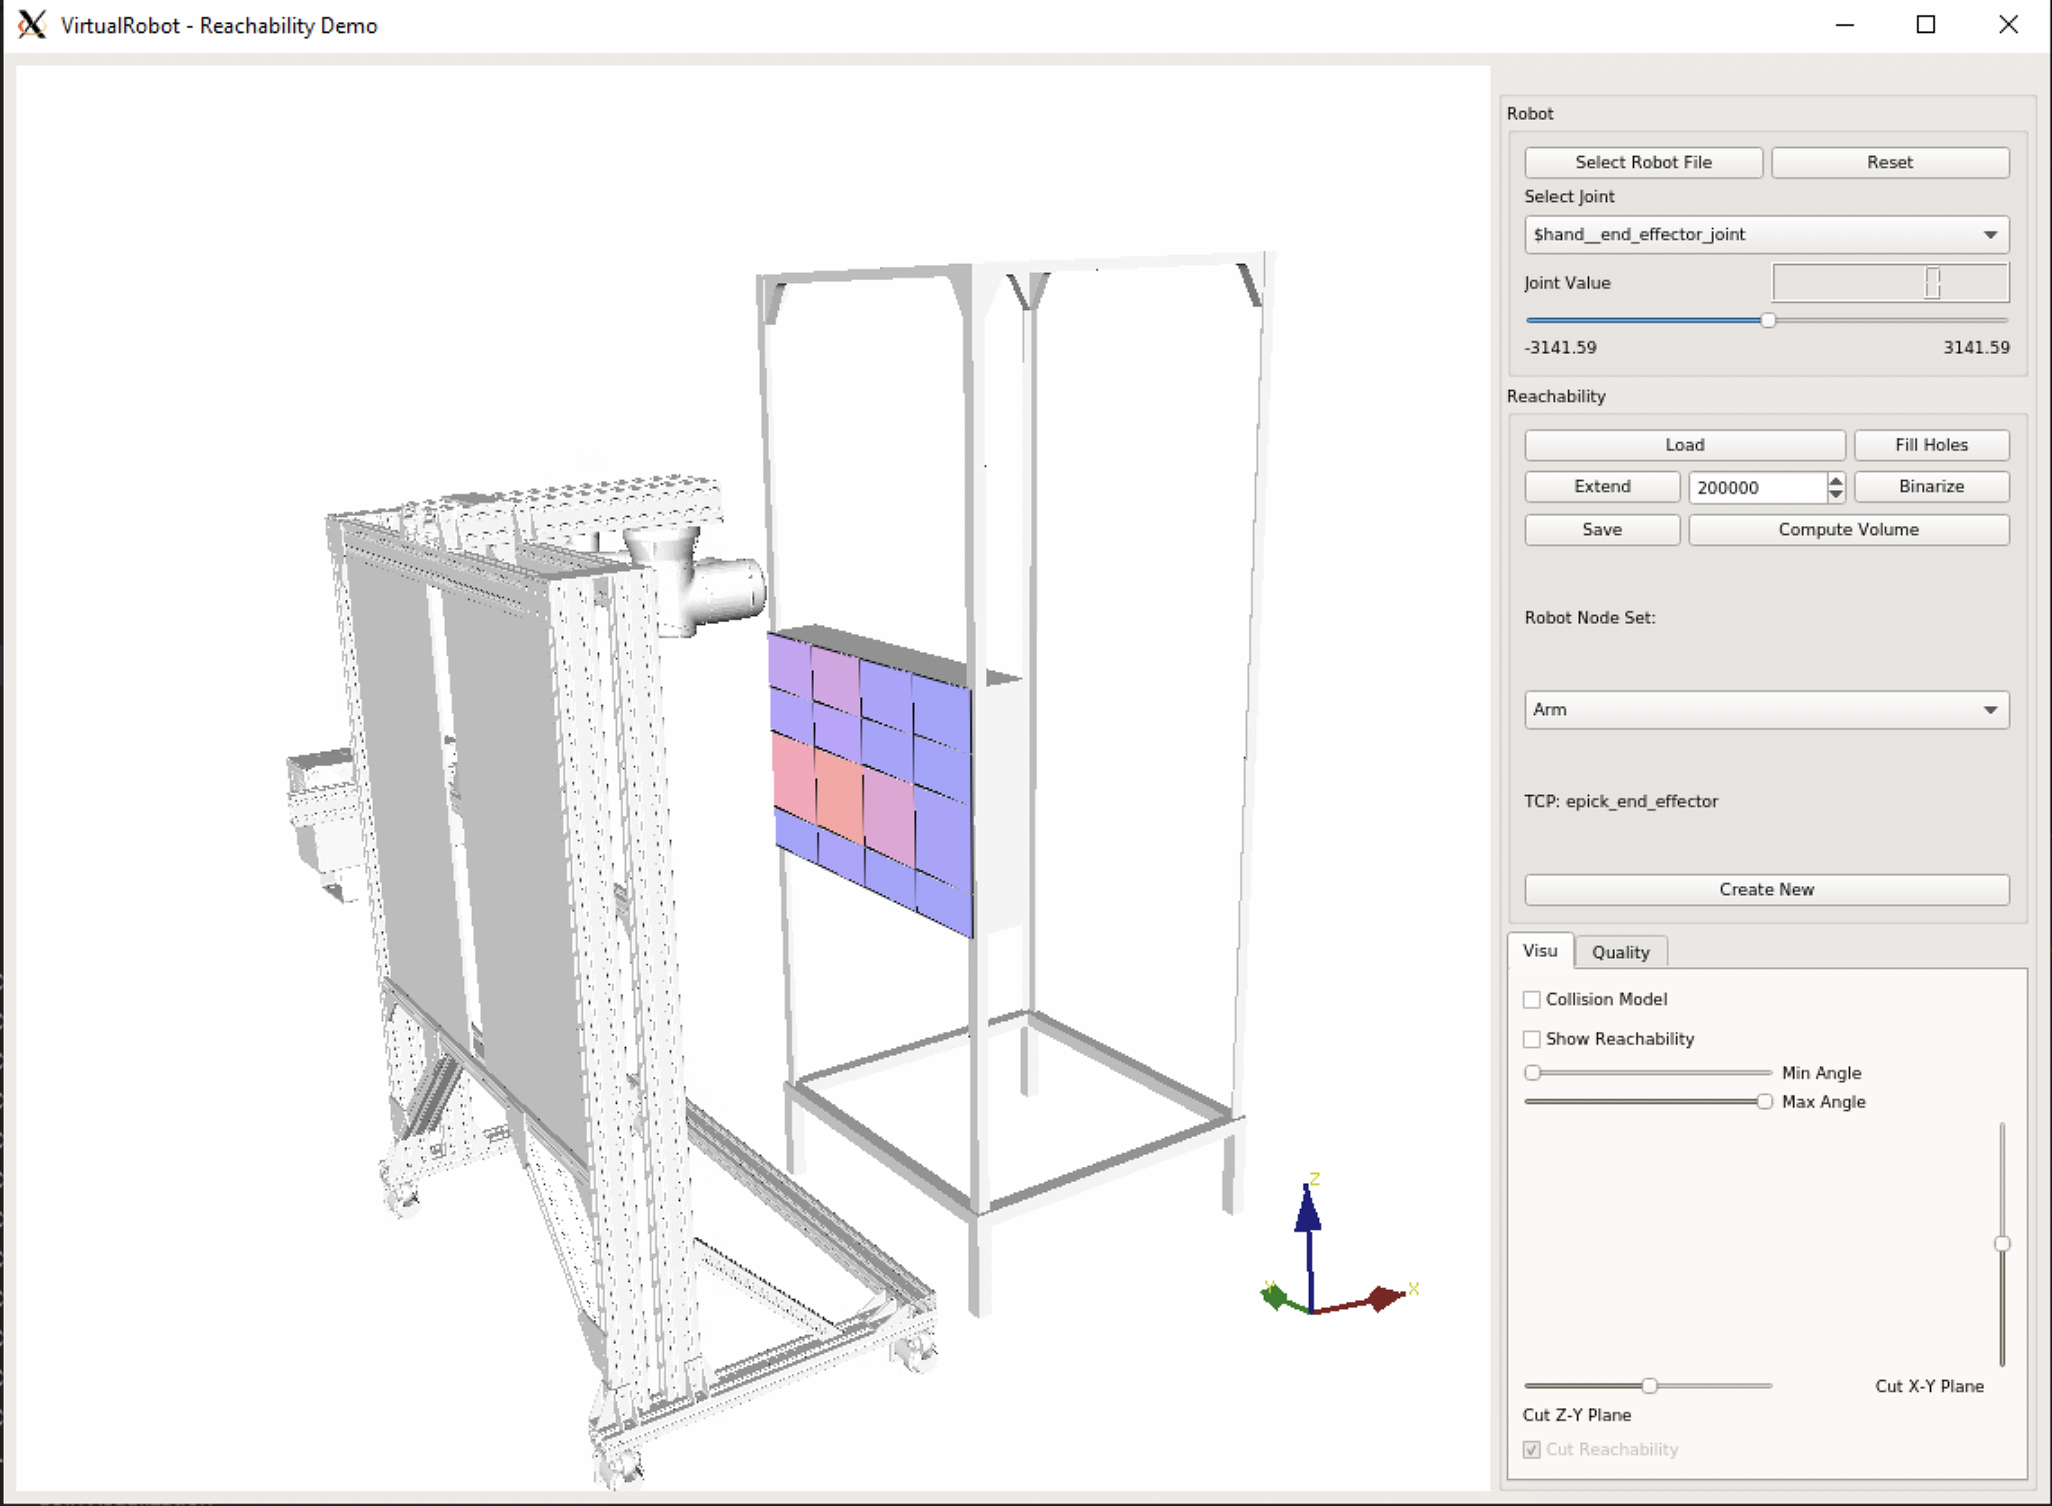 VirtualRobot - Reachability Demo
Robot
Select Robot File Reset
Select Joint
$hand__end_effector_joint
Joint Value
-3141.59 3141.59
Reachability
Load Fill Holes
Extend 200000 Binarize
Save Compute Volume
Robot Node Set:
Arm
TCP: epick_end_effector
Create New
Visu Quality
Collision Model
Show Reachability
Min Angle
Max Angle
Z
Y X
Cut X-Y Plane
Cut Z-Y Plane
Cut Reachability